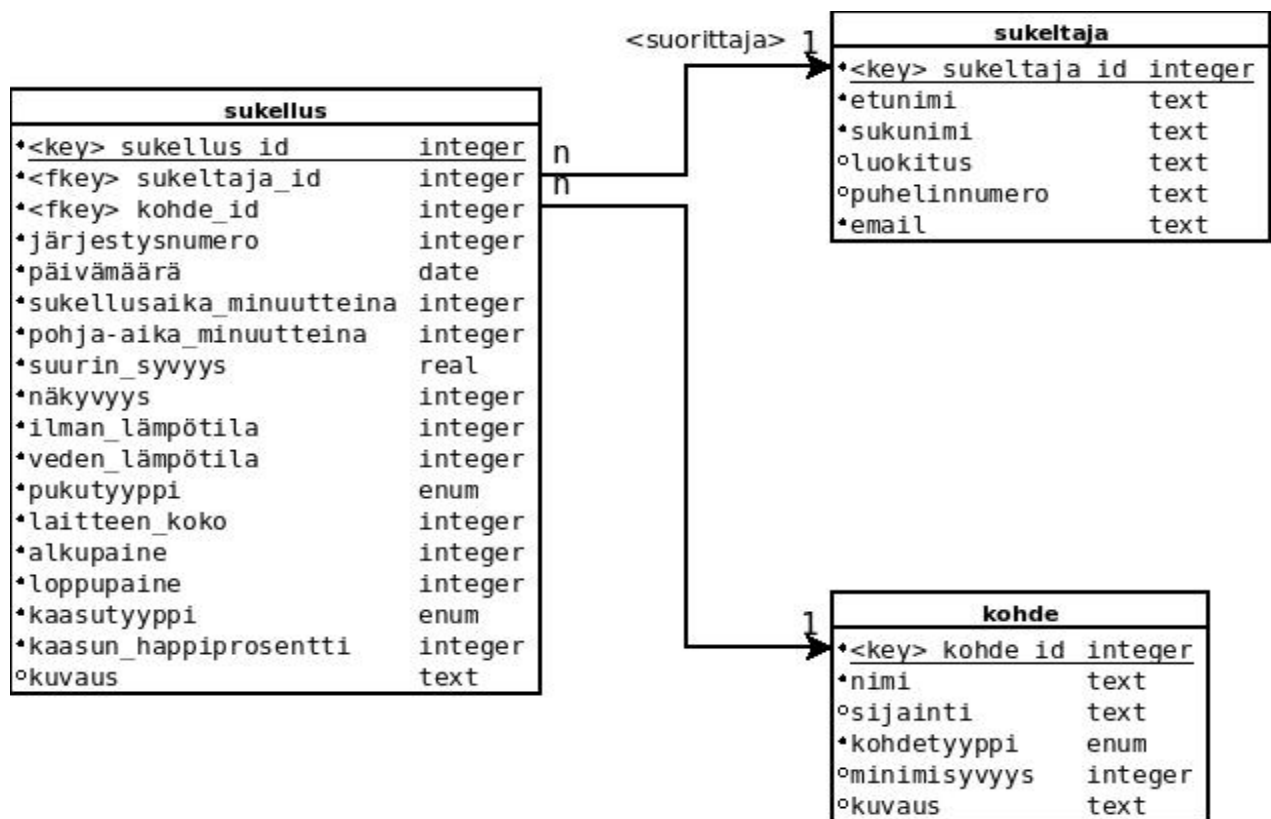 <suorittaja> 1
sukeltaja
<key> sukeltaja_id integer
etunimi text
sukunimi text
luokitus text
puhelinnumero text
email text
sukellus
<key> sukellus_id integer
<fkey> sukeltaja_id integer
<fkey> kohde_id integer
järjestysnumero integer
päivämäärä date
sukellusaika_minuutteina integer
pohja-aika_minuutteina integer
suurin_syvyys real
näkyvyys integer
ilman_lämpötila integer
veden_lämpötila integer
pukutyyppi enum
laitteen_koko integer
alkupaine integer
loppupaine integer
kaasutyyppi enum
kaasun_happiprosentti integer
kuvaus text
n
n
1
kohde
<key> kohde_id integer
nimi text
sijainti text
kohdetyyppi enum
minimisyvyys integer
kuvaus text